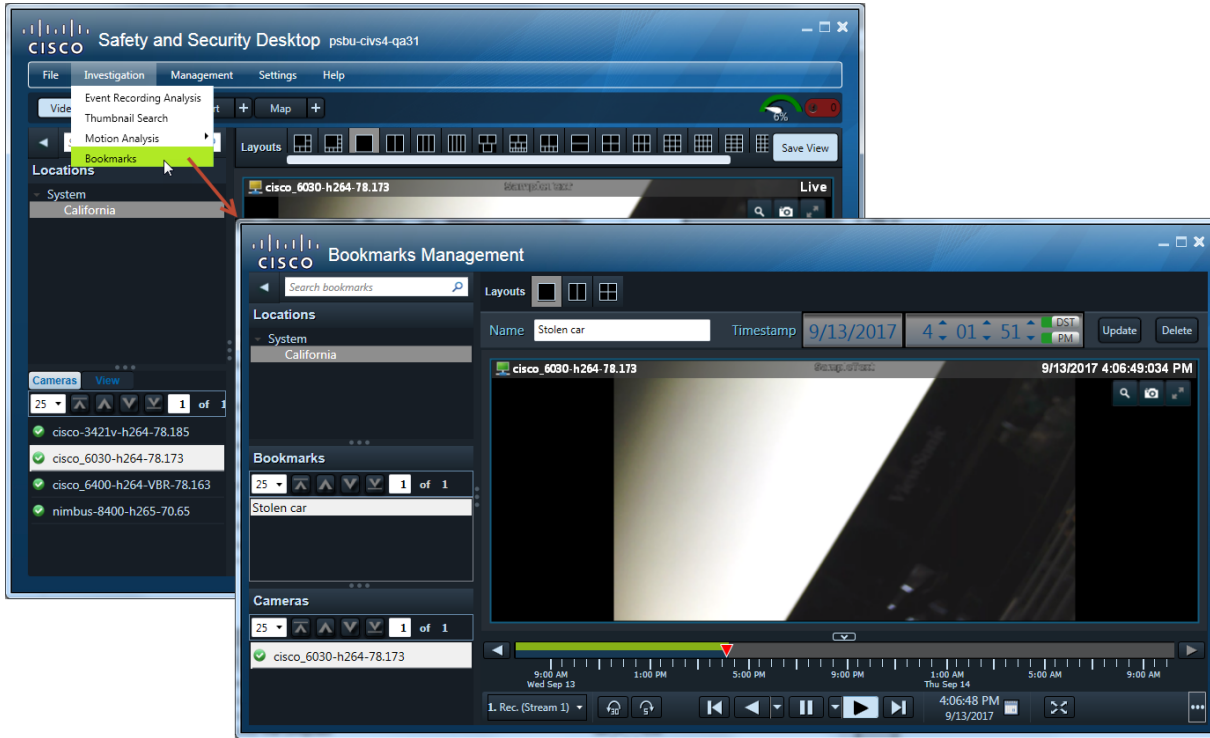 CISCO Safety and Security Desktop psbu-civs4-qa31
File Investigation Management Settings Help
Vide rt + Map +
6% 0
Event Recording Analysis
Thumbnail Search
Motion Analysis
Bookmarks
Layouts Save View
Locations
System
California
cisco_6030-h264-78.173 Live
Cameras View
25 1 of 1
cisco-3421v-h264-78.185
cisco_6030-h264-78.173
cisco_6400-h264-VBR-78.163
nimbus-8400-h265-70.65
CISCO Bookmarks Management
Search bookmarks
Layouts
Locations
System
California
Name Stolen car Timestamp 9/13/2017 4 01 51 DST PM Update Delete
cisco_6030-h264-78.173 9/13/2017 4:06:49:034 PM
Bookmarks
25 1 of 1
Stolen car
Cameras
25 1 of 1
cisco_6030-h264-78.173
9:00 AM 1:00 PM 5:00 PM 9:00 PM 1:00 AM 5:00 AM 9:00 AM
Wed Sep 13 Thu Sep 14
1. Rec. (Stream 1) 30 5 4:06:48 PM
9/13/2017